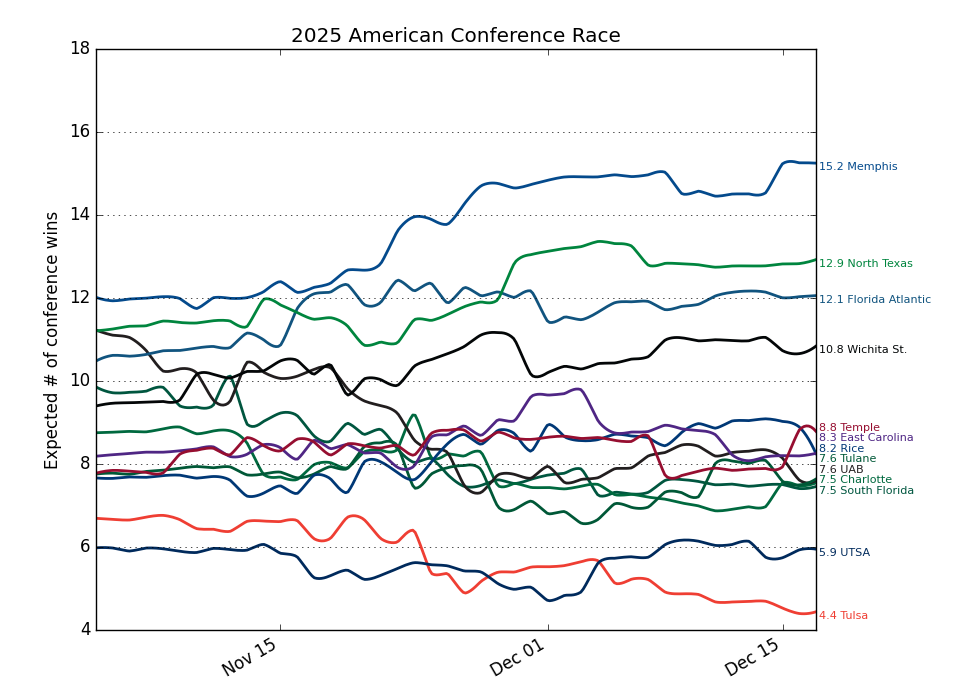 2025 American Conference Race
Expected # of conference wins
18
16
14
12
10
8
6
4
15.2 Memphis
12.9 North Texas
12.1 Florida Atlantic
10.8 Wichita St.
8.8 Temple
8.3 East Carolina
8.2 Rice
7.6 Tulane
7.6 UAB
7.5 Charlotte
7.5 South Florida
5.9 UTSA
4.4 Tulsa
Nov 15
Dec 01
Dec 15